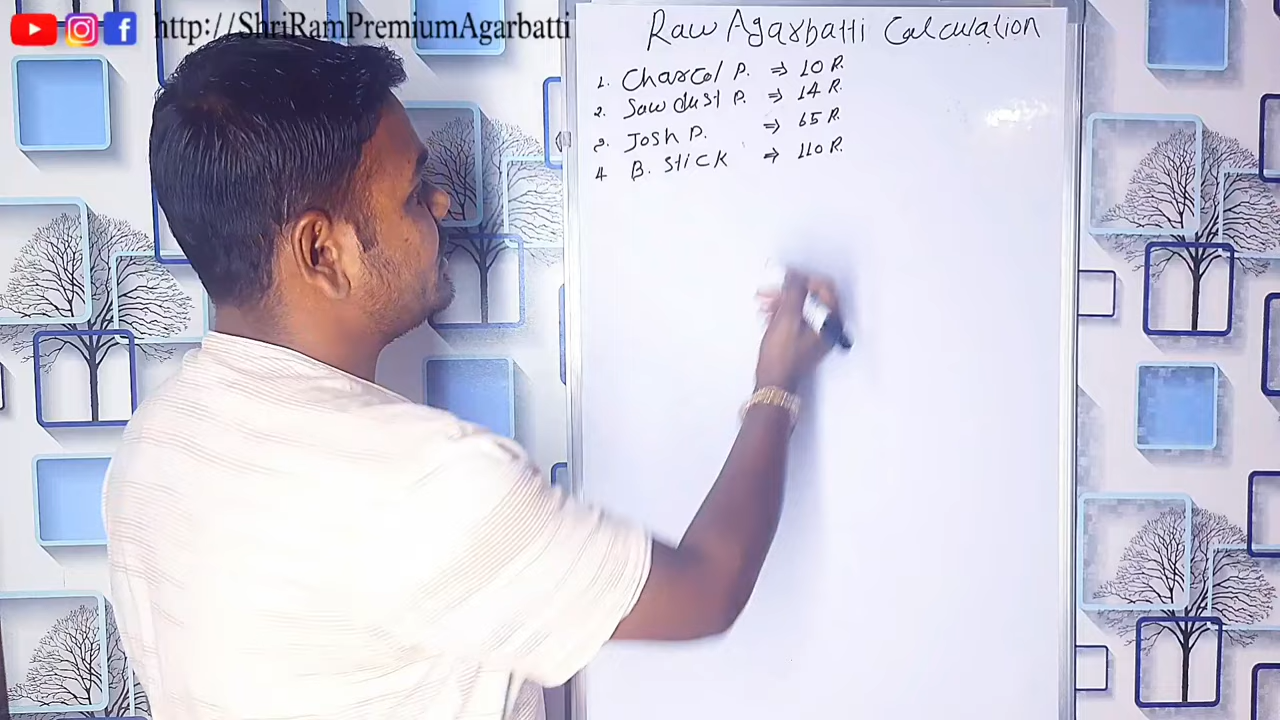 http://ShriRamPremiumAgarbatti
Raw Agarbatti Calculation
1. Charcol P. ⇒ 10 R.
2. Saw dust P. ⇒ 14 R.
3. Josh P. ⇒ 65 R.
4 B. Stick ⇒ 110 R.